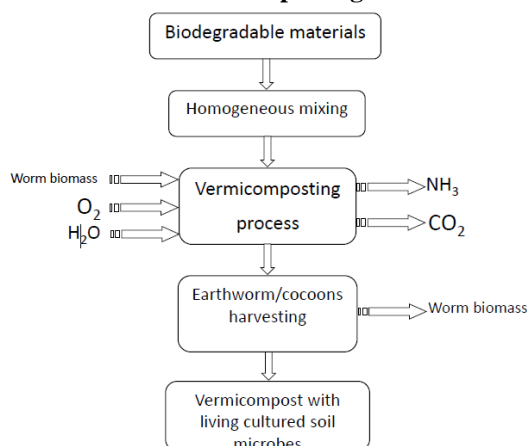 Biodegradable materials
Homogeneous mixing
Worm biomass
O₂
H₂O
Vermicomposting
process
NH₃
CO₂
Earthworm/cocoons
harvesting
Worm biomass
Vermicompost with
living cultured soil
microbes